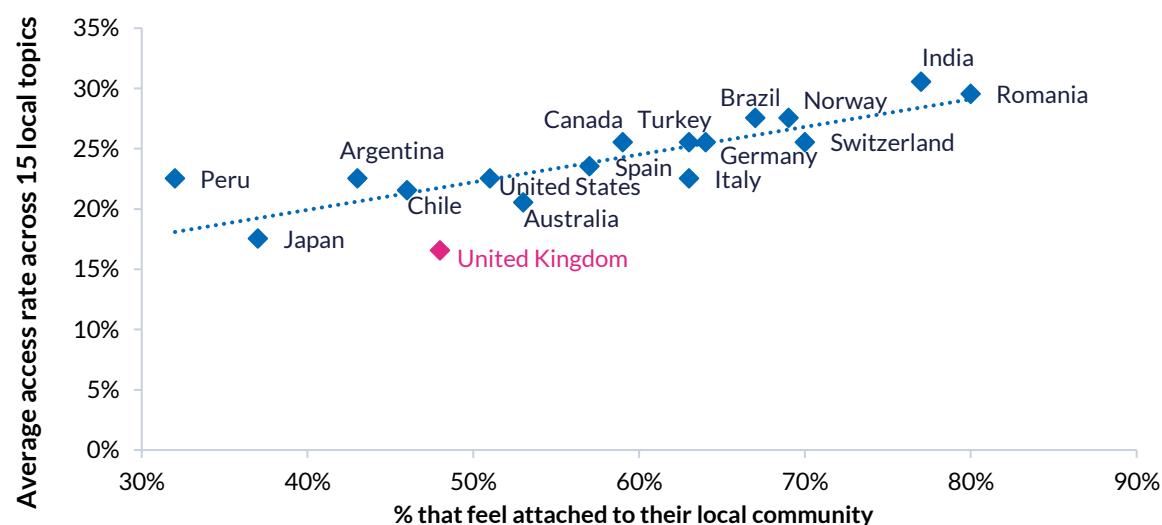 Average access rate across 15 local topics
35%
30%
25%
20%
15%
10%
5%
0%
India
Romania
Brazil
Norway
Canada
Turkey
Switzerland
Argentina
Germany
Spain
Peru
Italy
United States
Chile
Australia
Japan
United Kingdom
30%
40%
50%
60%
70%
80%
90%
% that feel attached to their local community